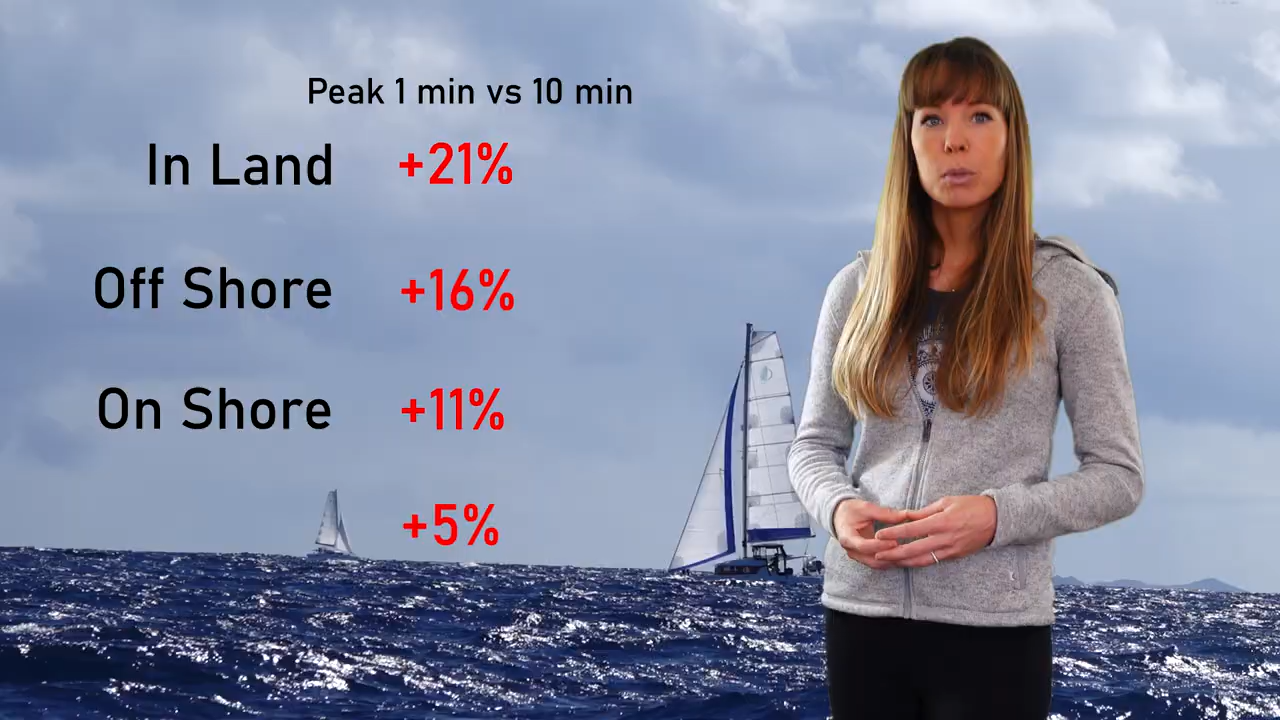 Peak 1 min vs 10 min
In Land +21%
Off Shore +16%
On Shore +11%
+5%